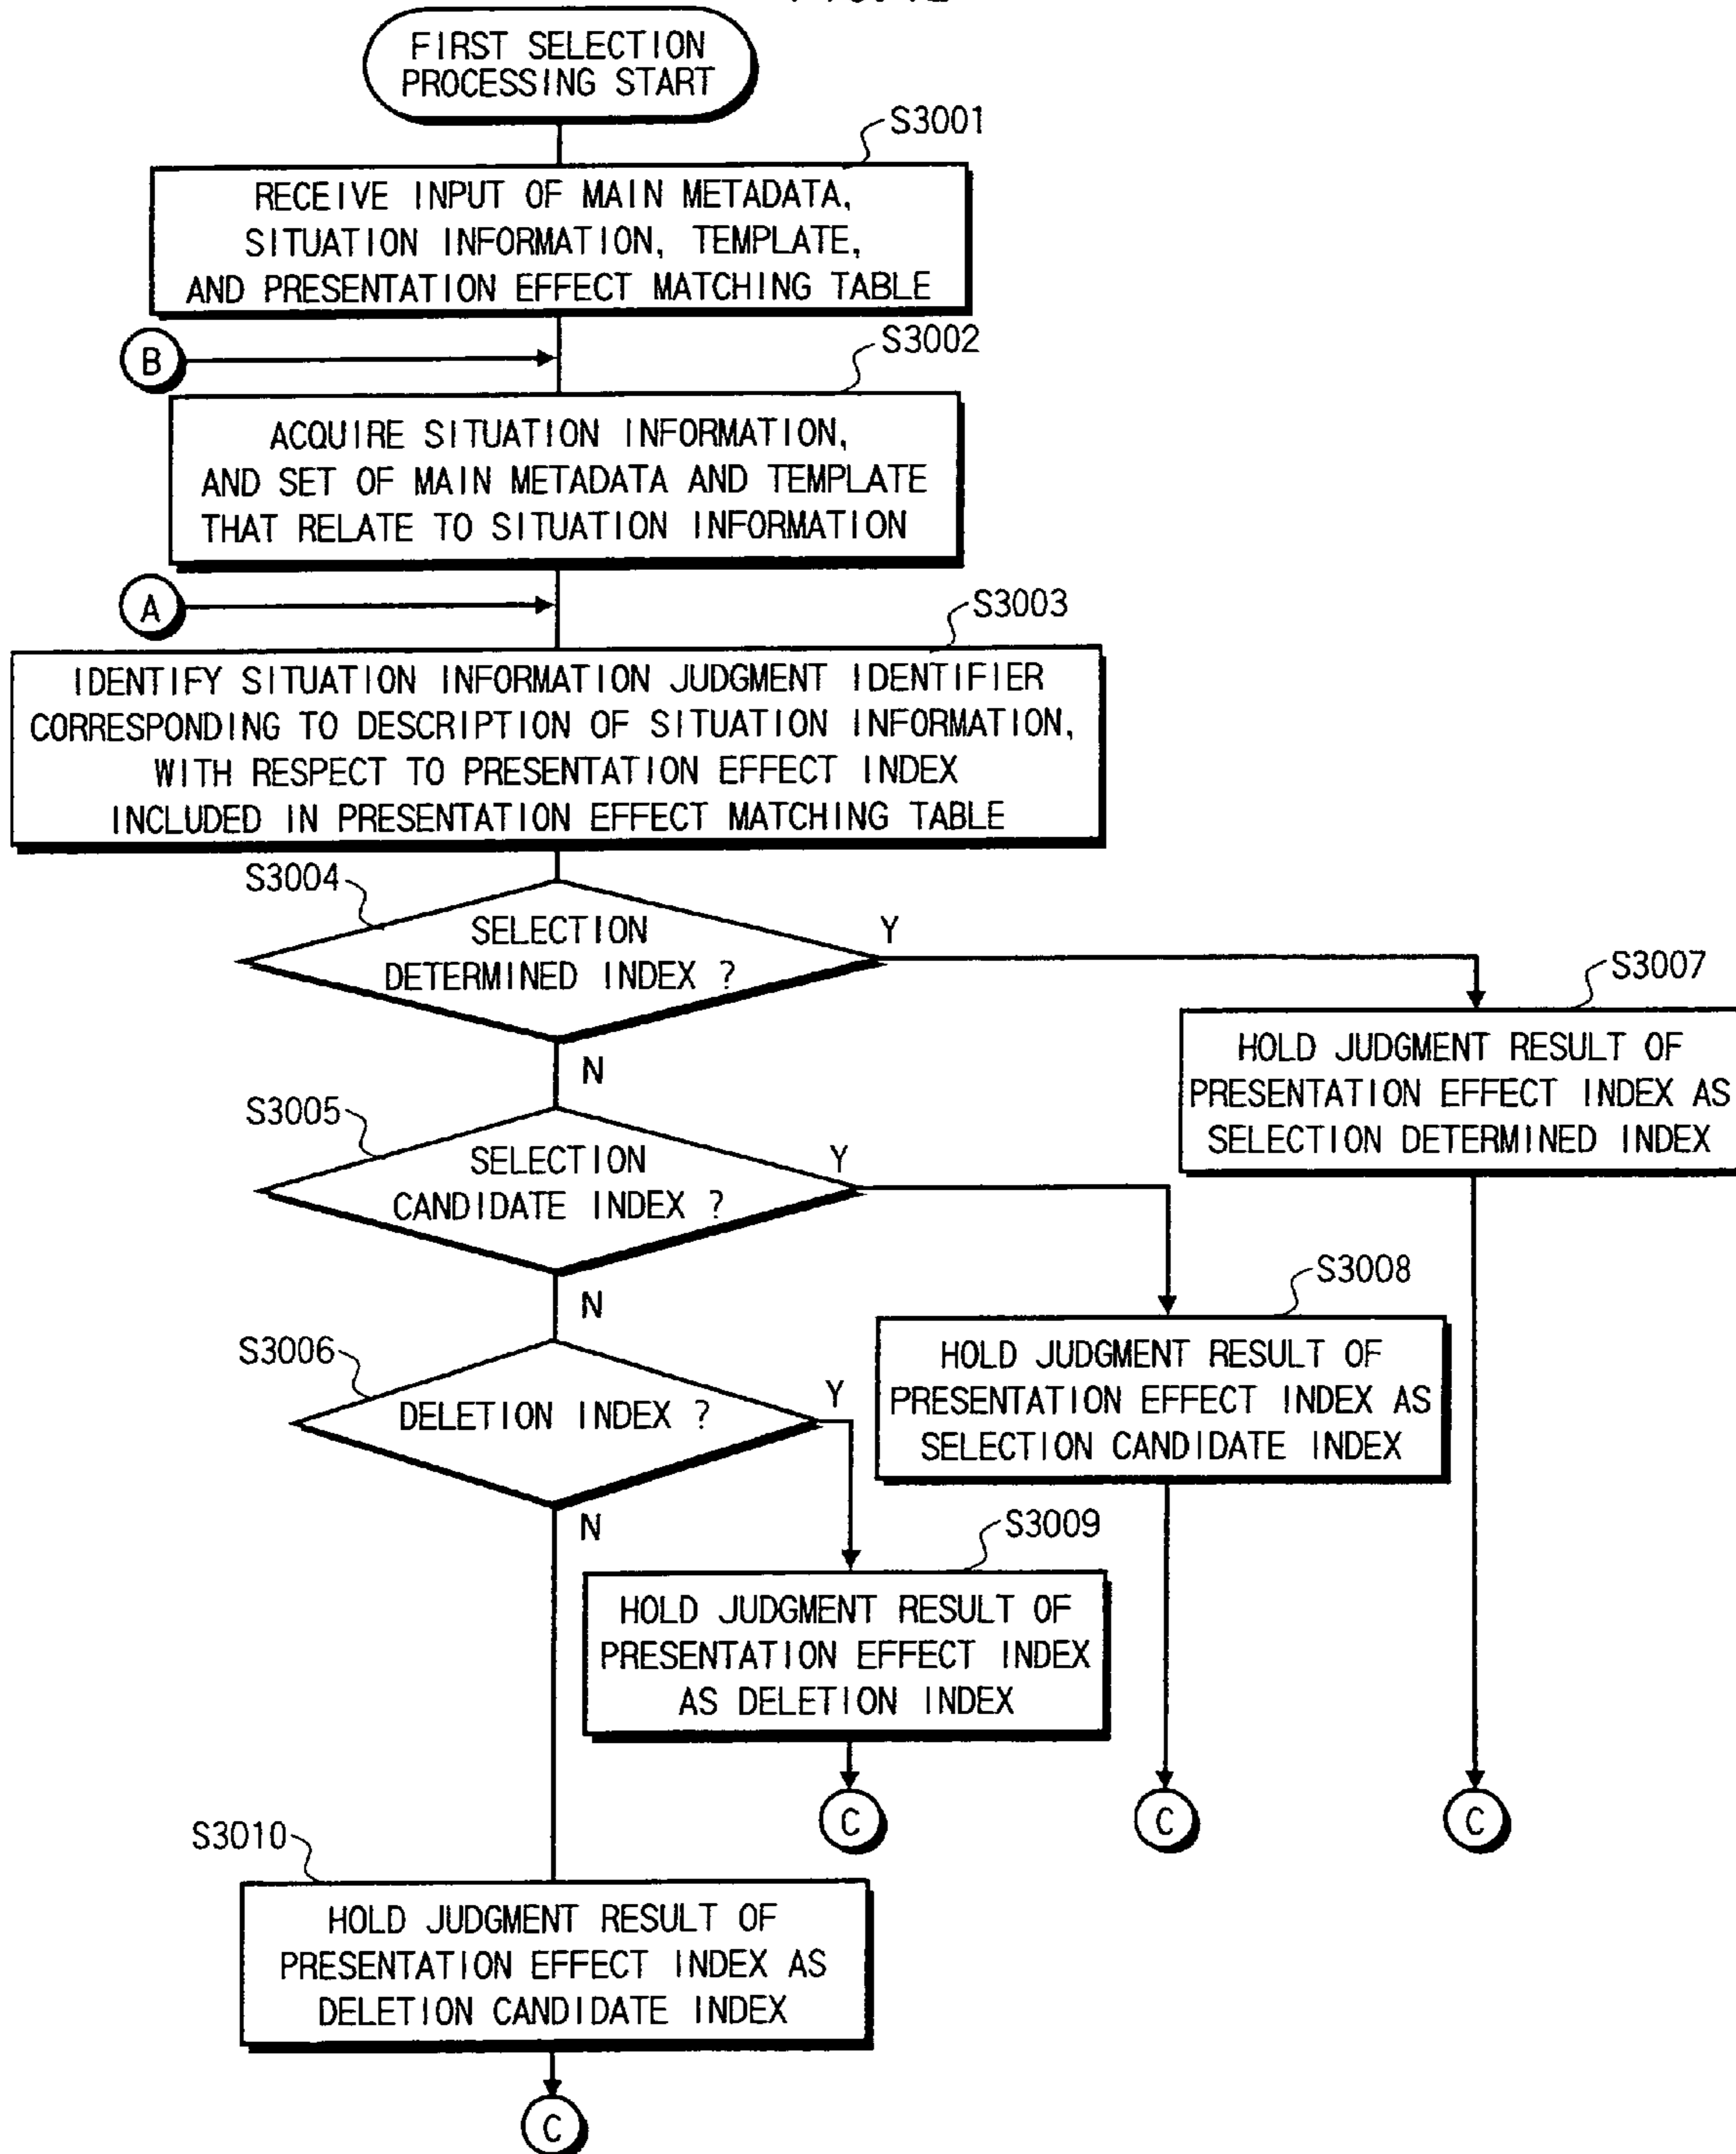 FIRST SELECTION
PROCESSING START
S3001
RECEIVE INPUT OF MAIN METADATA,
SITUATION INFORMATION, TEMPLATE,
AND PRESENTATION EFFECT MATCHING TABLE
B
S3002
ACQUIRE SITUATION INFORMATION,
AND SET OF MAIN METADATA AND TEMPLATE
THAT RELATE TO SITUATION INFORMATION
A
S3003
IDENTIFY SITUATION INFORMATION JUDGMENT IDENTIFIER
CORRESPONDING TO DESCRIPTION OF SITUATION INFORMATION,
WITH RESPECT TO PRESENTATION EFFECT INDEX
INCLUDED IN PRESENTATION EFFECT MATCHING TABLE
S3004
SELECTION
DETERMINED INDEX ?
Y
N
S3007
HOLD JUDGMENT RESULT OF
PRESENTATION EFFECT INDEX AS
SELECTION DETERMINED INDEX
S3005
SELECTION
CANDIDATE INDEX ?
Y
N
S3008
HOLD JUDGMENT RESULT OF
PRESENTATION EFFECT INDEX AS
SELECTION CANDIDATE INDEX
S3006
DELETION INDEX ?
Y
N
S3009
HOLD JUDGMENT RESULT OF
PRESENTATION EFFECT INDEX
AS DELETION INDEX
C
C
C
S3010
HOLD JUDGMENT RESULT OF
PRESENTATION EFFECT INDEX AS
DELETION CANDIDATE INDEX
C